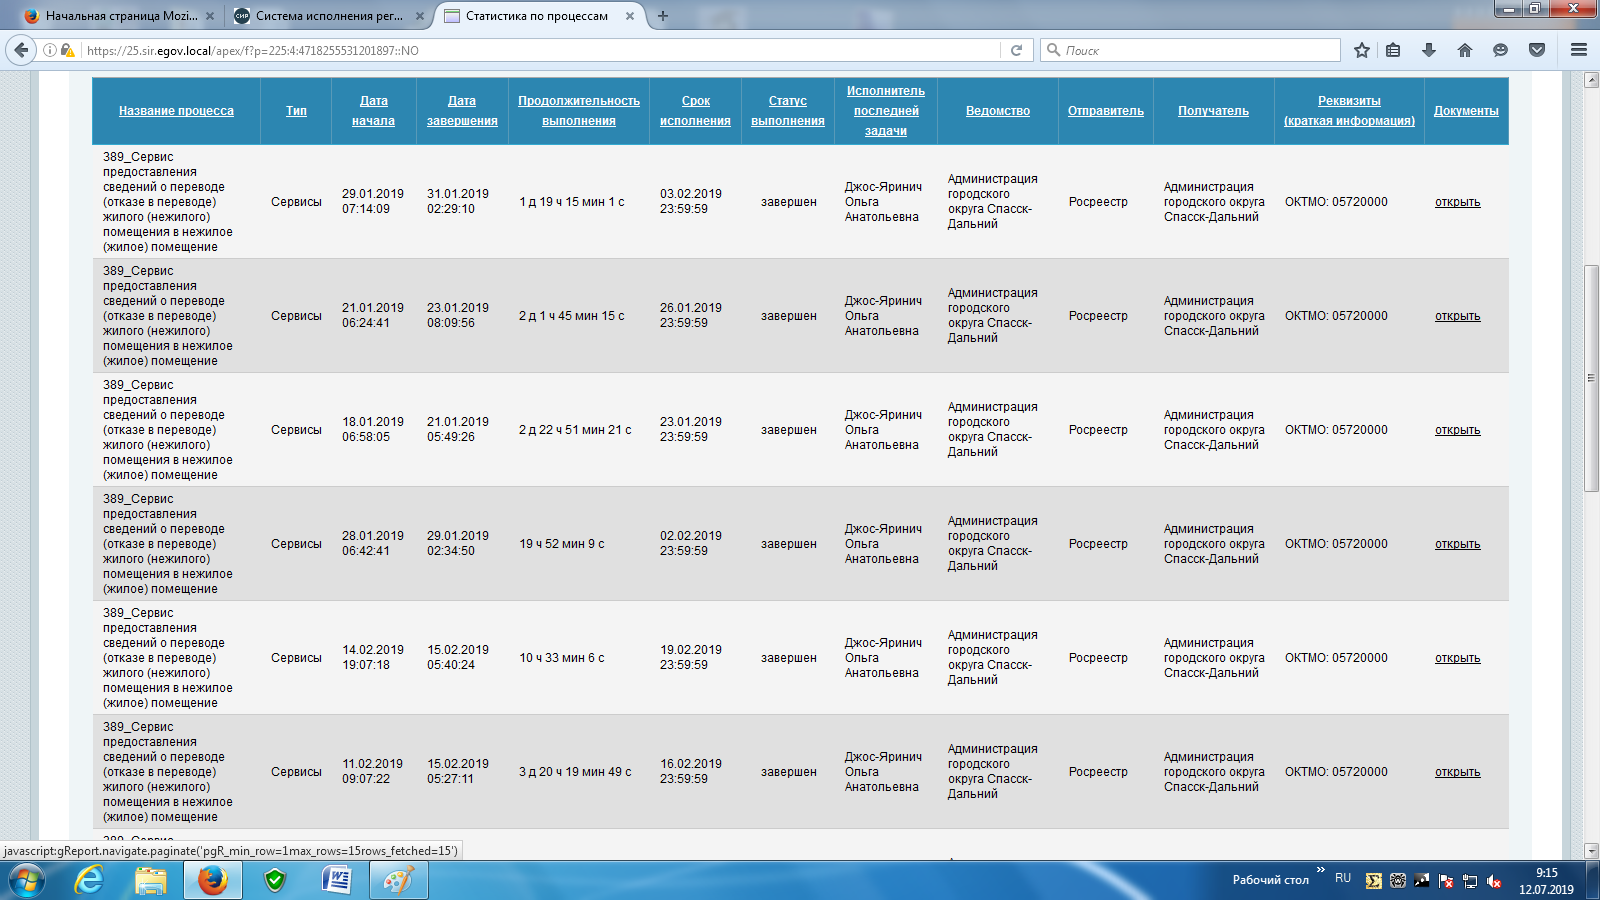 Начальная страница Mozi...
Система исполнения рег...
Статистика по процессам
https://25.sir.egov.local/apex/f?p=225:4:4718255531201897::NO
Поиск
Название процесса Тип Дата начала Дата завершения Продолжительность выполнения Срок исполнения Статус выполнения Исполнитель последней задачи Ведомство Отправитель Получатель Реквизиты (краткая информация) Документы
389_Сервис предоставления сведений о переводе (отказе в переводе) жилого (нежилого) помещения в нежилое (жилое) помещение Сервисы 29.01.2019 07:14:09 31.01.2019 02:29:10 1 д 19 ч 15 мин 1 с 03.02.2019 23:59:59 завершен Джос-Яринич Ольга Анатольевна Администрация городского округа Спасск-Дальний Росреестр Администрация городского округа Спасск-Дальний ОКТМО: 05720000 открыть
389_Сервис предоставления сведений о переводе (отказе в переводе) жилого (нежилого) помещения в нежилое (жилое) помещение Сервисы 21.01.2019 06:24:41 23.01.2019 08:09:56 2 д 1 ч 45 мин 15 с 26.01.2019 23:59:59 завершен Джос-Яринич Ольга Анатольевна Администрация городского округа Спасск-Дальний Росреестр Администрация городского округа Спасск-Дальний ОКТМО: 05720000 открыть
389_Сервис предоставления сведений о переводе (отказе в переводе) жилого (нежилого) помещения в нежилое (жилое) помещение Сервисы 18.01.2019 06:58:05 21.01.2019 05:49:26 2 д 22 ч 51 мин 21 с 23.01.2019 23:59:59 завершен Джос-Яринич Ольга Анатольевна Администрация городского округа Спасск-Дальний Росреестр Администрация городского округа Спасск-Дальний ОКТМО: 05720000 открыть
389_Сервис предоставления сведений о переводе (отказе в переводе) жилого (нежилого) помещения в нежилое (жилое) помещение Сервисы 28.01.2019 06:42:41 29.01.2019 02:34:50 19 ч 52 мин 9 с 02.02.2019 23:59:59 завершен Джос-Яринич Ольга Анатольевна Администрация городского округа Спасск-Дальний Росреестр Администрация городского округа Спасск-Дальний ОКТМО: 05720000 открыть
389_Сервис предоставления сведений о переводе (отказе в переводе) жилого (нежилого) помещения в нежилое (жилое) помещение Сервисы 14.02.2019 19:07:18 15.02.2019 05:40:24 10 ч 33 мин 6 с 19.02.2019 23:59:59 завершен Джос-Яринич Ольга Анатольевна Администрация городского округа Спасск-Дальний Росреестр Администрация городского округа Спасск-Дальний ОКТМО: 05720000 открыть
389_Сервис предоставления сведений о переводе (отказе в переводе) жилого (нежилого) помещения в нежилое (жилое) помещение Сервисы 11.02.2019 09:07:22 15.02.2019 05:27:11 3 д 20 ч 19 мин 49 с 16.02.2019 23:59:59 завершен Джос-Яринич Ольга Анатольевна Администрация городского округа Спасск-Дальний Росреестр Администрация городского округа Спасск-Дальний ОКТМО: 05720000 открыть
javascript:gReport.navigate.paginate('pgR_min_row=1max_rows=15rows_fetched=15')
Рабочий стол
RU
9:15
12.07.2019